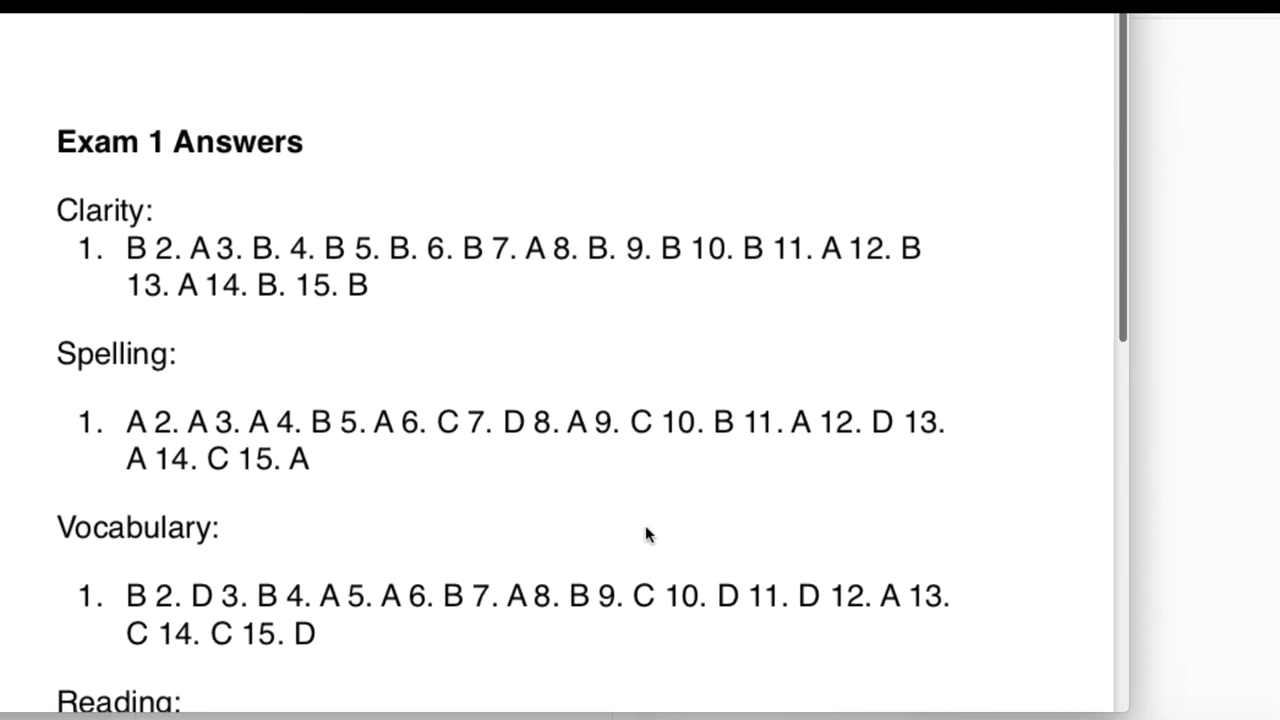 Exam 1 Answers
Clarity:
1. B 2. A 3. B. 4. B 5. B. 6. B 7. A 8. B. 9. B 10. B 11. A 12. B
13. A 14. B. 15. B
Spelling:
1. A 2. A 3. A 4. B 5. A 6. C 7. D 8. A 9. C 10. B 11. A 12. D 13.
A 14. C 15. A
Vocabulary:
1. B 2. D 3. B 4. A 5. A 6. B 7. A 8. B 9. C 10. D 11. D 12. A 13.
C 14. C 15. D
Reading: